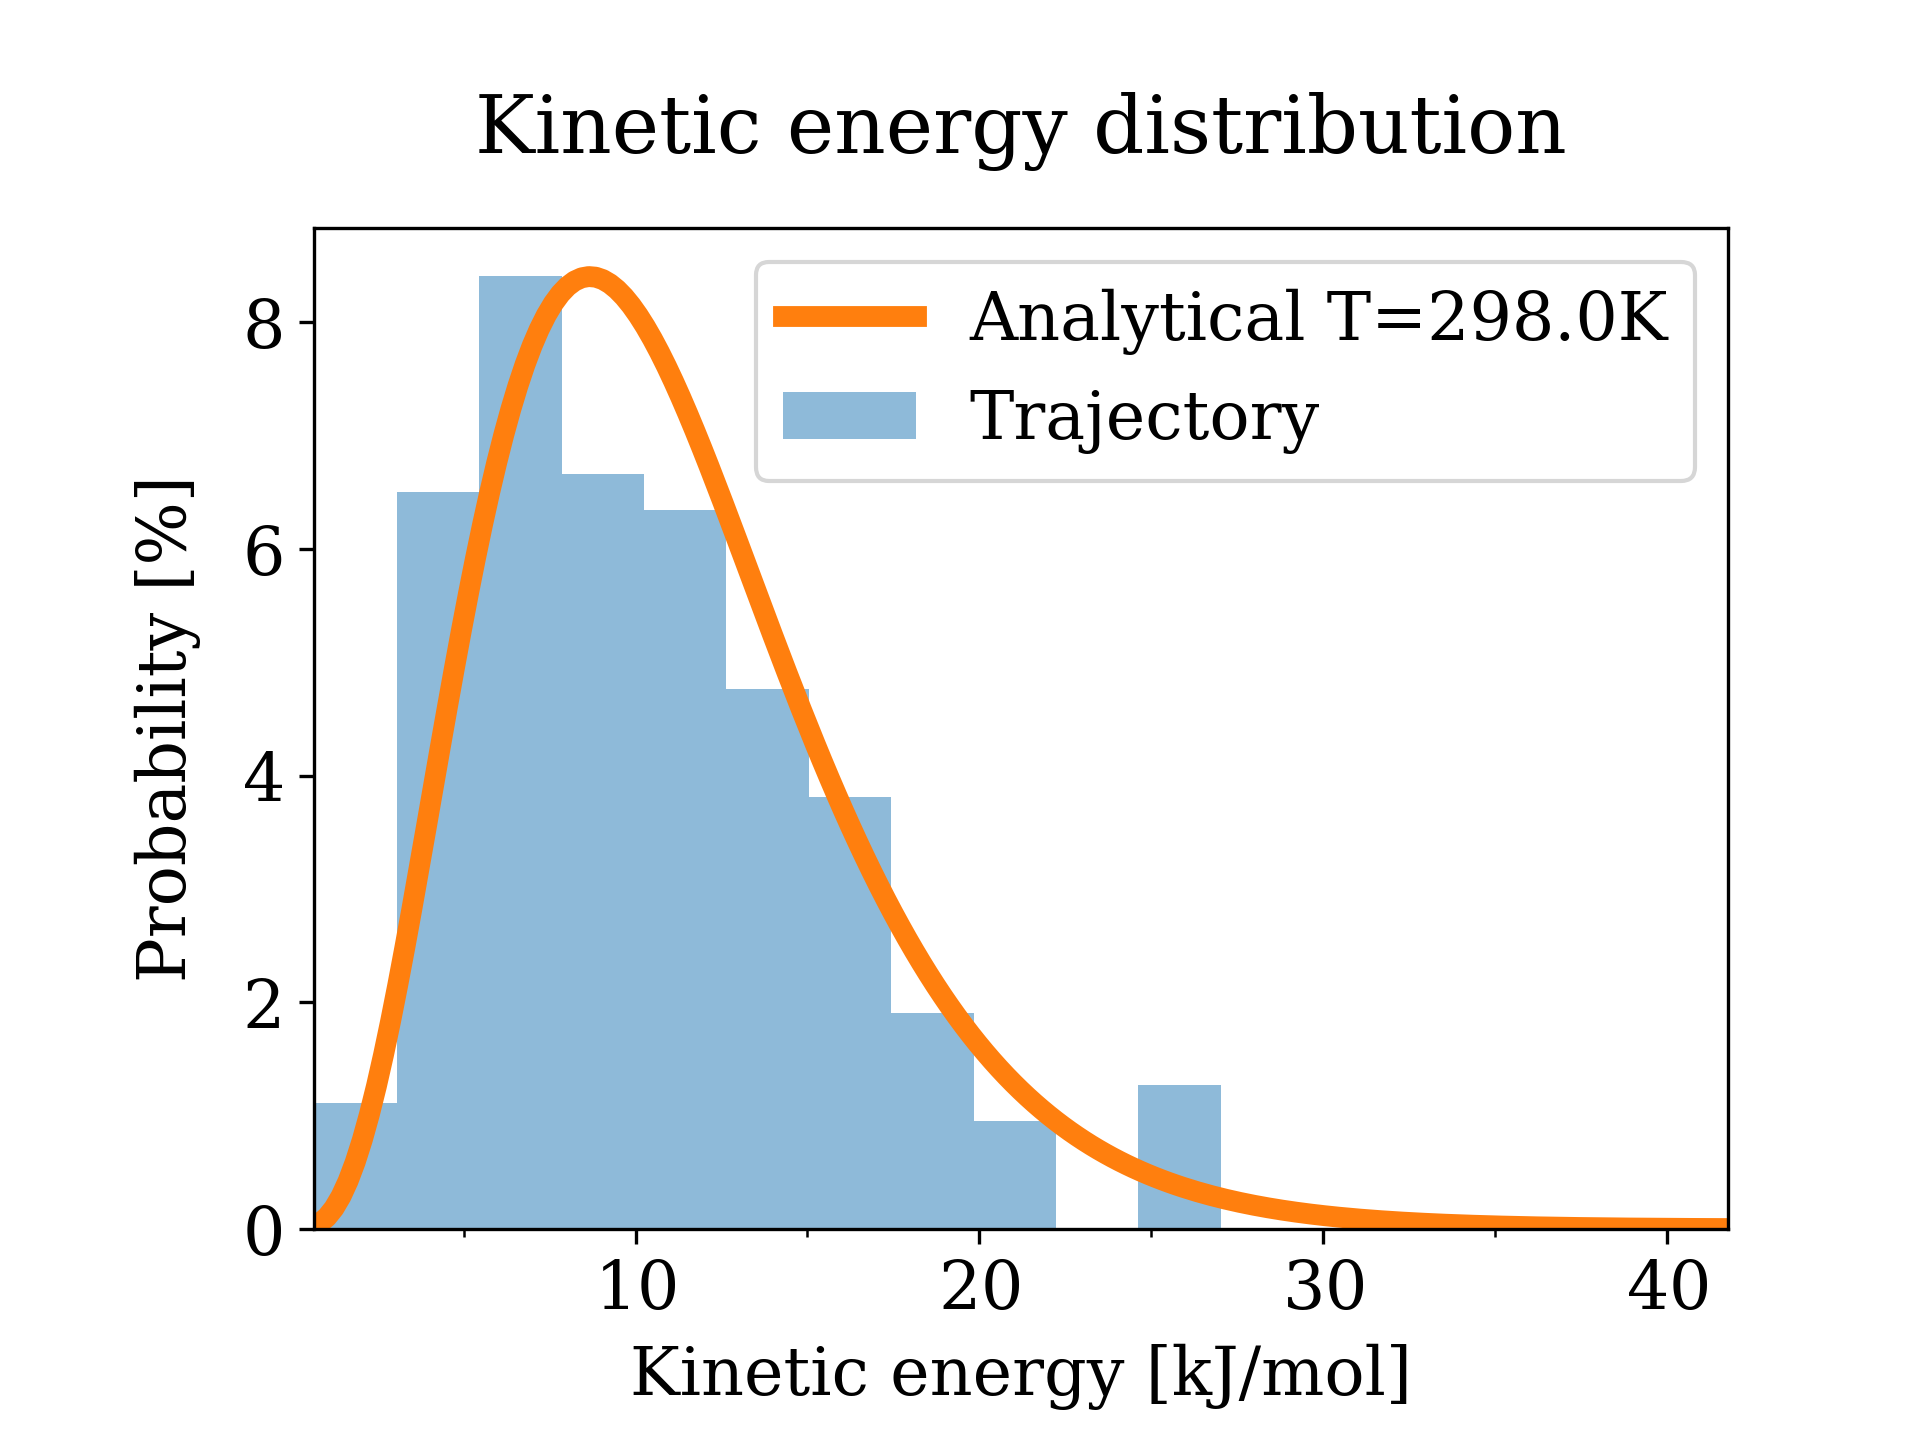 Kinetic energy distribution
Analytical T=298.0K
Trajectory
Probability [%]
8
6
4
2
0
10 20 30 40
Kinetic energy [kJ/mol]